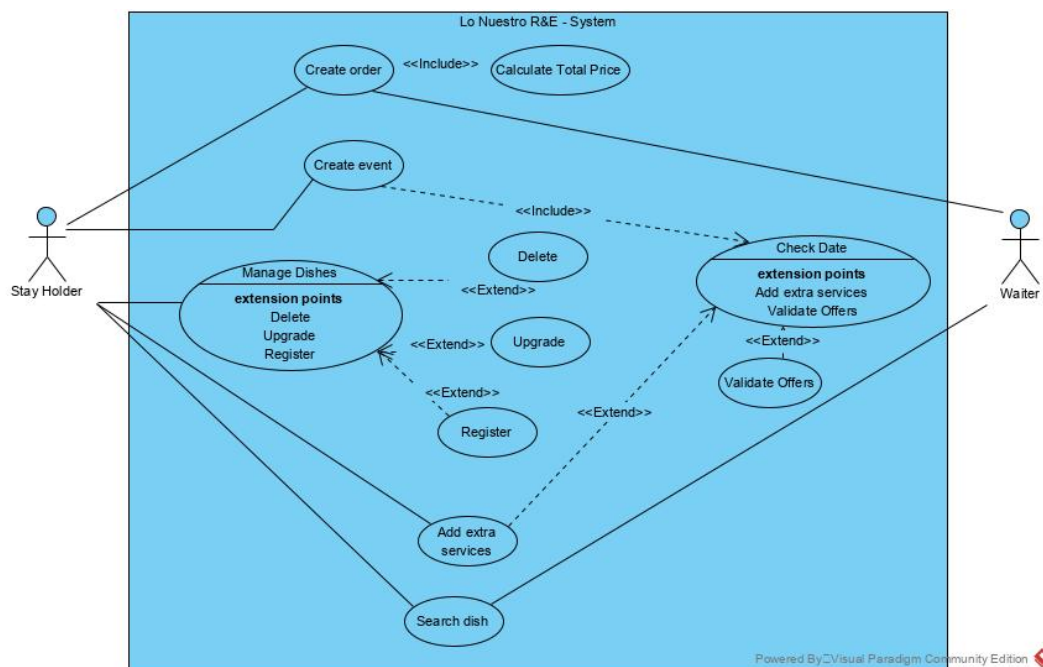 Lo Nuestro R&E - System
Create order
<<Include>>
Calculate Total Price
Create event
<<Include>>
Stay Holder
Waiter
Manage Dishes
extension points
Delete
Upgrade
Register
Delete
<<Extend>>
<<Extend>>
Upgrade
<<Extend>>
Register
Check Date
extension points
Add extra services
Validate Offers
<<Extend>>
Validate Offers
<<Extend>>
Add extra
services
Search dish
Powered By Visual Paradigm Community Edition